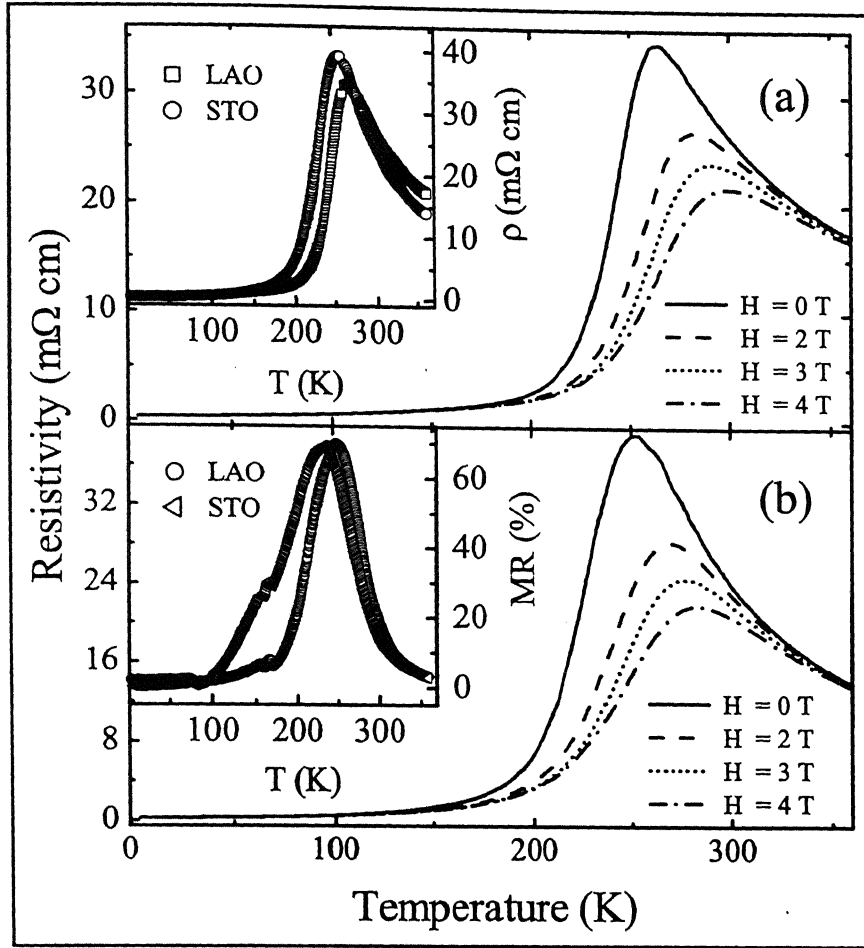 Resistivity (mΩ cm)
30
20
10
0
□ LAO
○ STO
100 200 300
T (K)
40
30
20
10
0
ρ (mΩ cm)
(a)
H = 0 T
H = 2 T
H = 3 T
H = 4 T
32
24
16
8
0
○ LAO
◁ STO
100 200 300
T (K)
60
40
20
0
MR (%)
(b)
H = 0 T
H = 2 T
H = 3 T
H = 4 T
0 100 200 300
Temperature (K)